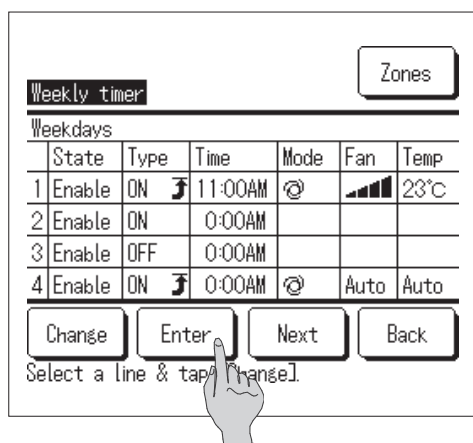 Zones
Weekly timer
Weekdays
State Type Time Mode Fan Temp
1 Enable ON 11:00AM 23°C
2 Enable ON 0:00AM
3 Enable OFF 0:00AM
4 Enable ON 0:00AM Auto Auto
Change Enter Next Back
Select a line & tap [Change].